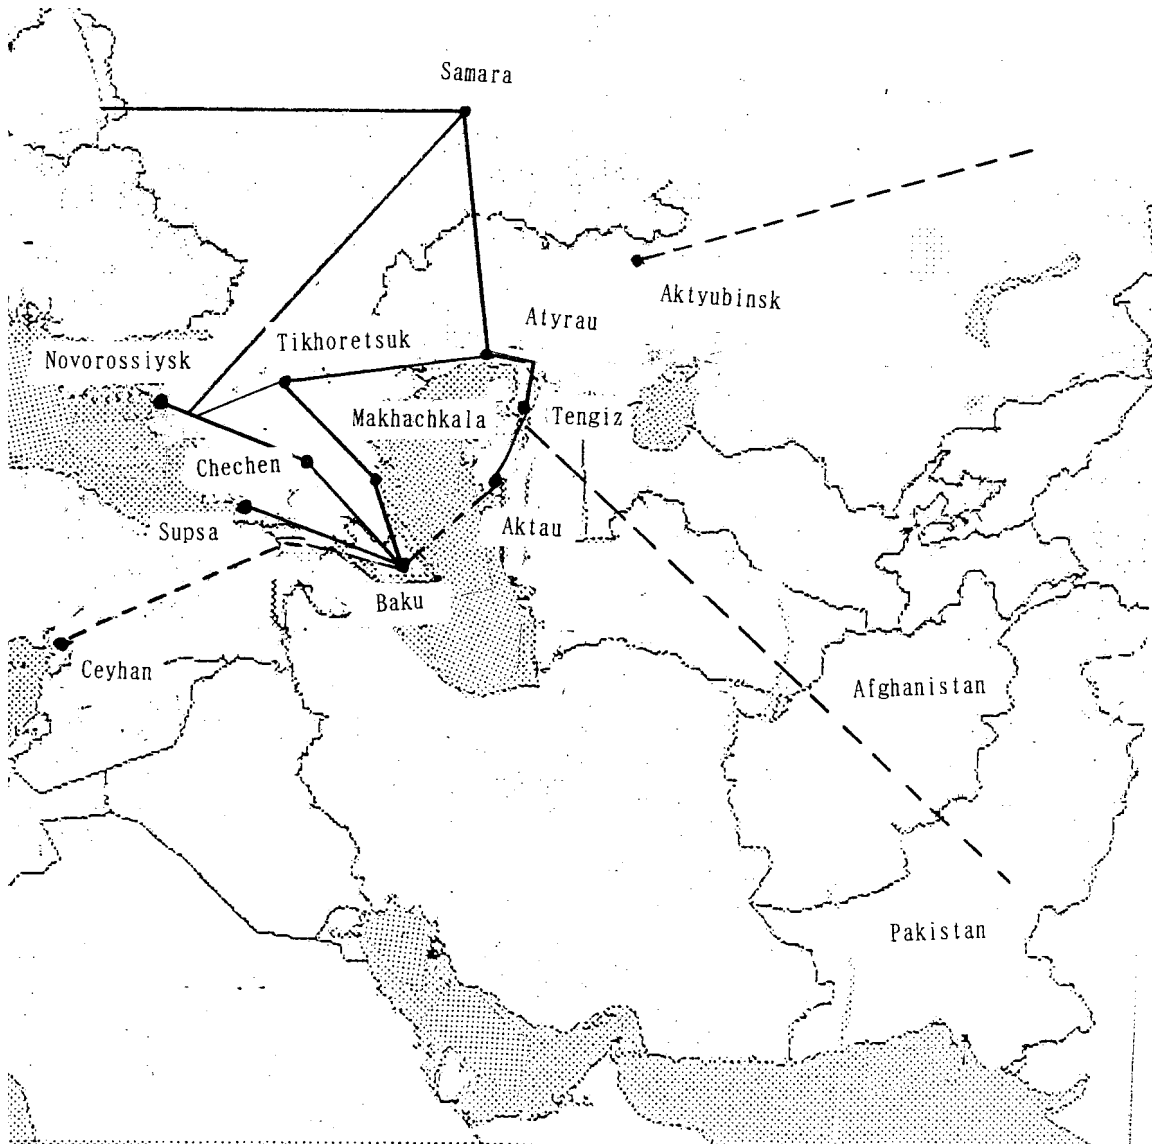 Samara
Aktyubinsk
Atyrau
Tikhoretsuk
Novorossiysk
Makhachkala
Tengiz
Chechen
Supsa
Aktau
Baku
Ceyhan
Afghanistan
Pakistan